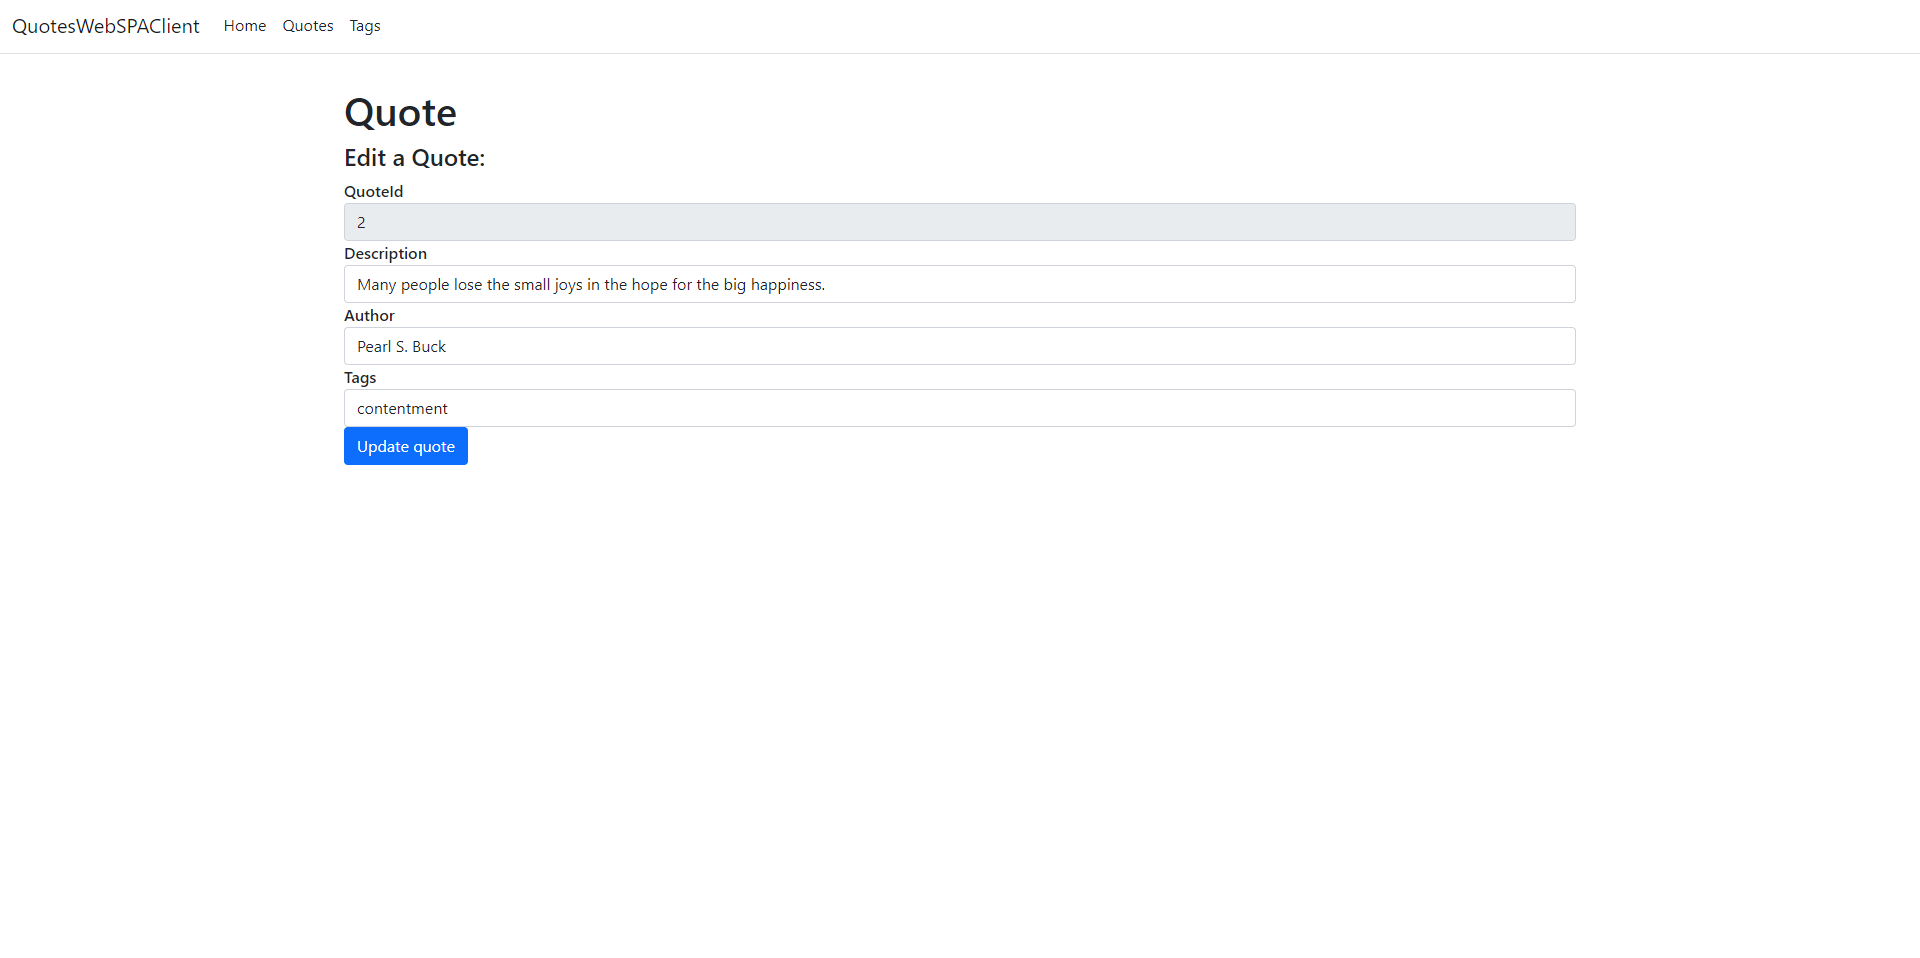 QuotesWebSPAClient Home Quotes Tags
Quote
Edit a Quote:
QuoteId
2
Description
Many people lose the small joys in the hope for the big happiness.
Author
Pearl S. Buck
Tags
contentment
Update quote